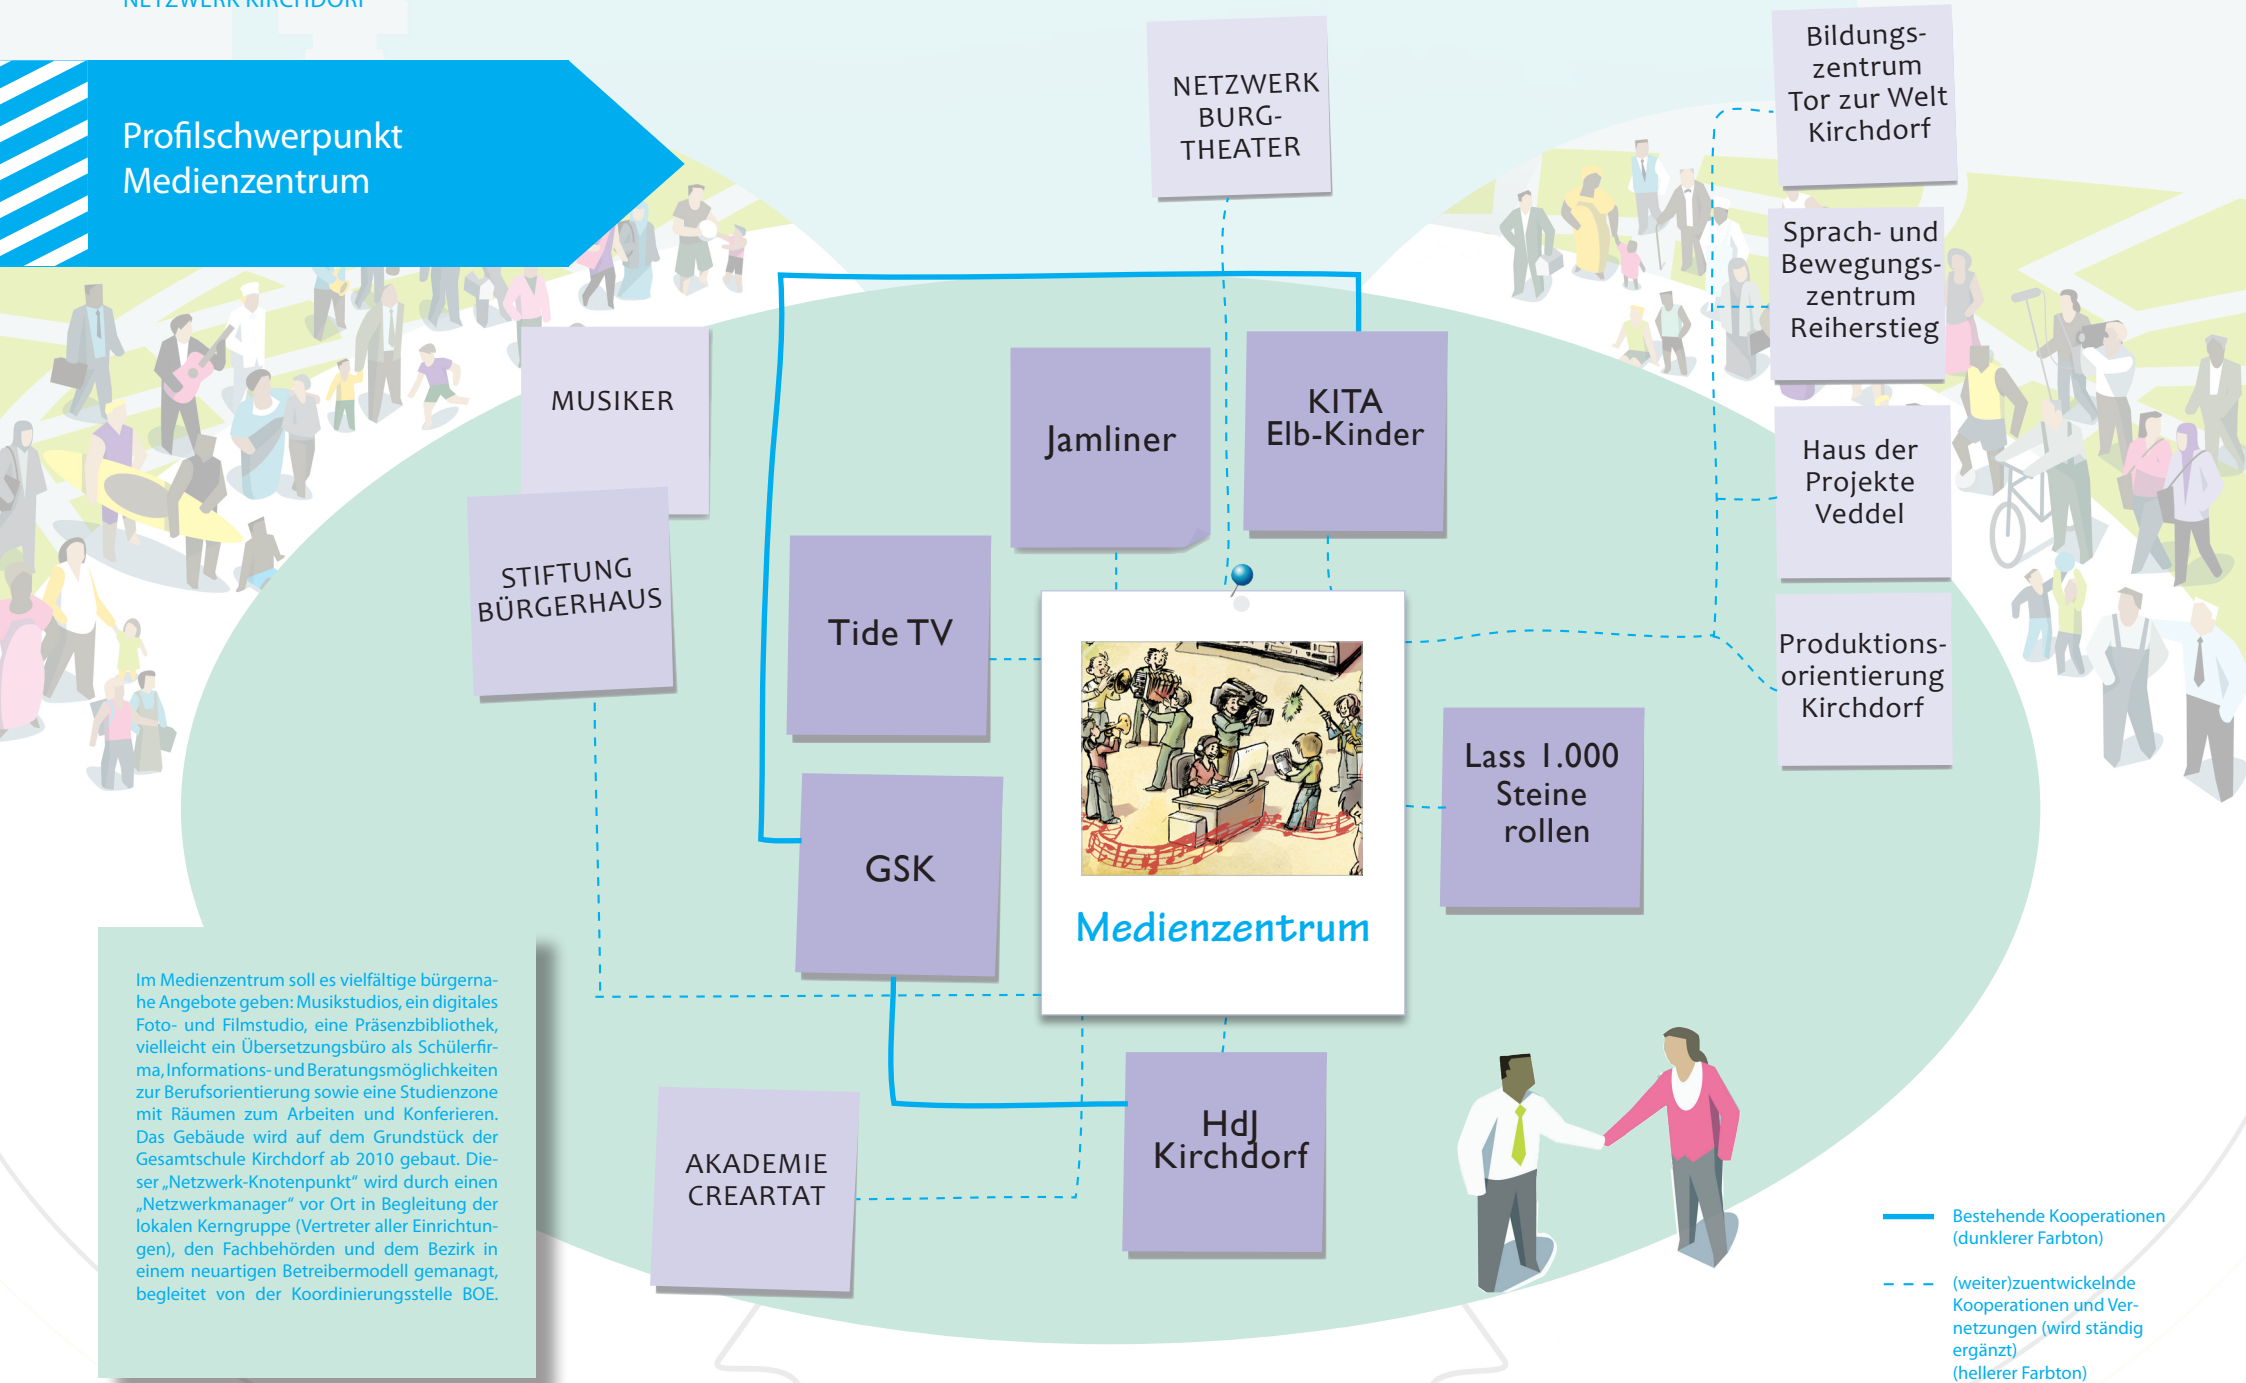 NETZWERK KIRCHDORF
Profilschwerpunkt
Medienzentrum
NETZWERK
BURG-
THEATER
Bildungs-
zentrum
Tor zur Welt
Kirchdorf
Sprach- und
Bewegungs-
zentrum
Reiherstieg
Haus der
Projekte
Veddel
Produktions-
orientierung
Kirchdorf
MUSIKER
STIFTUNG
BÜRGERHAUS
Jamliner
KITA
Elb-Kinder
Tide TV
GSK
Medienzentrum
Lass 1.000
Steine
rollen
HdJ
Kirchdorf
AKADEMIE
CREARTAT
Im Medienzentrum soll es vielfältige bürgerna-
he Angebote geben: Musikstudios, ein digitales
Foto- und Filmstudio, eine Präsenzbibliothek,
vielleicht ein Übersetzungsbüro als Schülerfir-
ma, Informations- und Beratungsmöglichkeiten
zur Berufsorientierung sowie eine Studienzone
mit Räumen zum Arbeiten und Konferieren.
Das Gebäude wird auf dem Grundstück der
Gesamtschule Kirchdorf ab 2010 gebaut. Die-
ser „Netzwerk-Knotenpunkt“ wird durch einen
„Netzwerkmanager“ vor Ort in Begleitung der
lokalen Kerngruppe (Vertreter aller Einrichtun-
gen), den Fachbehörden und dem Bezirk in
einem neuartigen Betreibermodell gemanagt,
begleitet von der Koordinierungsstelle BOE.
Bestehende Kooperationen
(dunklerer Farbton)
(weiter)zuentwickelnde
Kooperationen und Ver-
netzungen (wird ständig
ergänzt)
(hellerer Farbton)